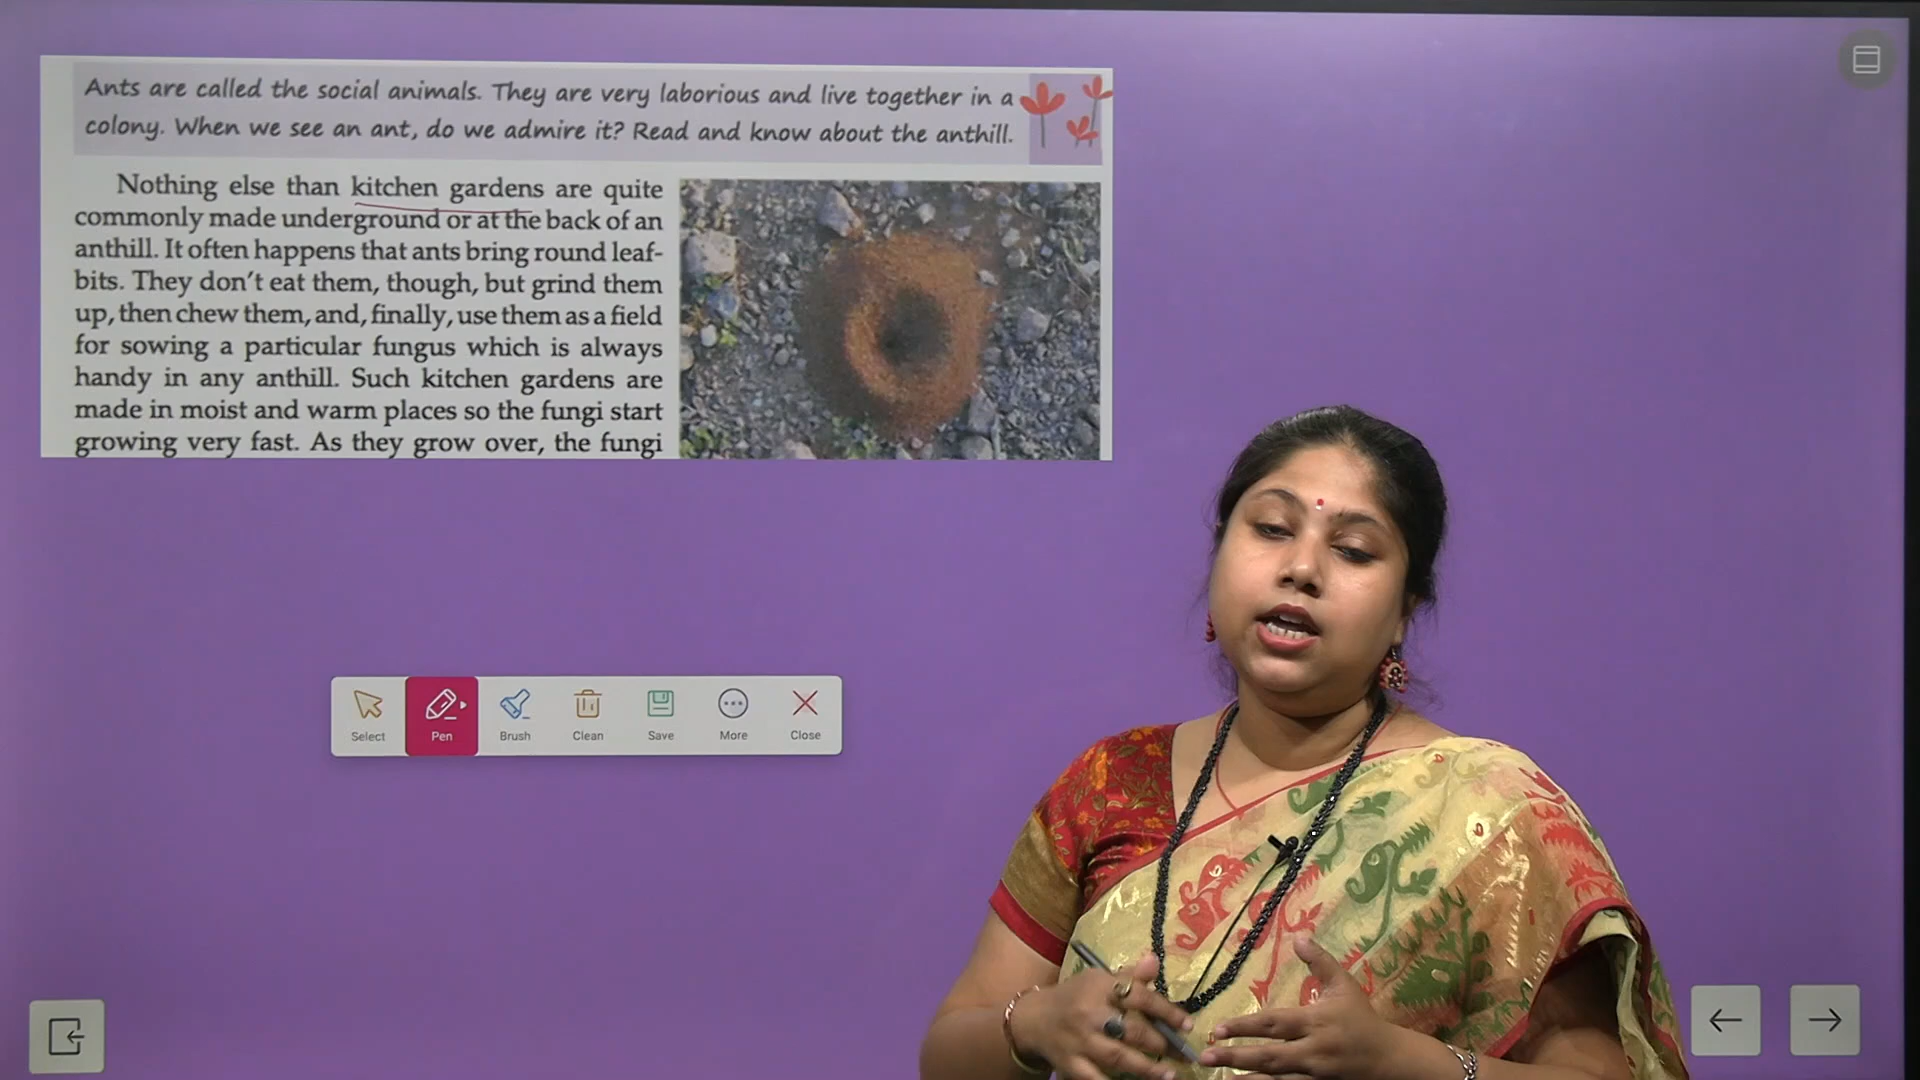 Ants are called the social animals. They are very laborious and live together in a
colony. When we see an ant, do we admire it? Read and know about the anthill.
Nothing else than kitchen gardens are quite
commonly made underground or at the back of an
anthill. It often happens that ants bring round leaf-
bits. They don't eat them, though, but grind them
up, then chew them, and, finally, use them as a field
for sowing a particular fungus which is always
handy in any anthill. Such kitchen gardens are
made in moist and warm places so the fungi start
growing very fast. As they grow over, the fungi
Select
Pen
Brush
Clean
Save
More
Close